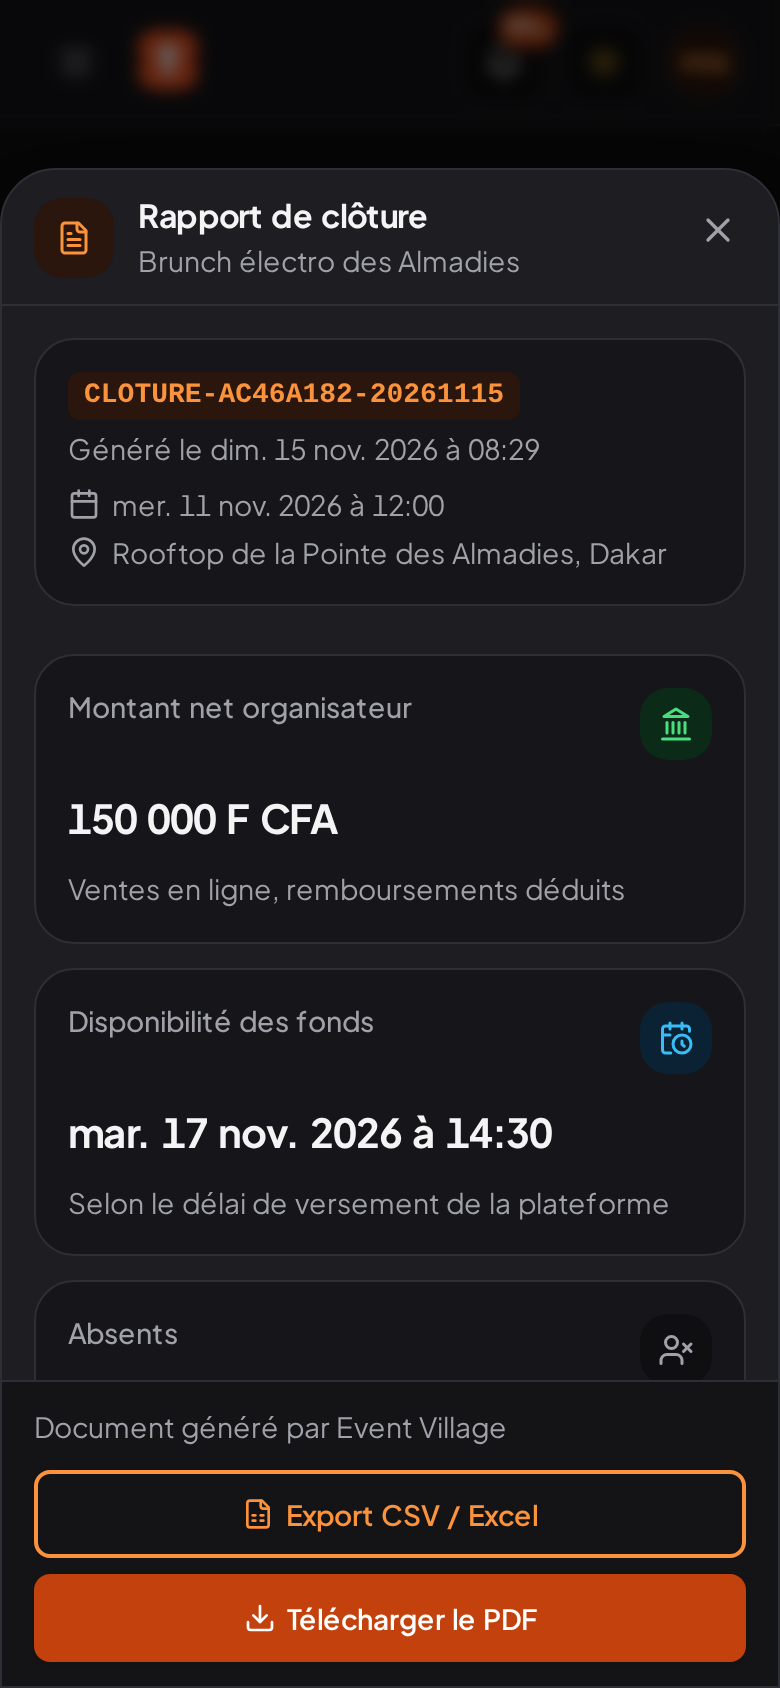 Rapport de clôture
Brunch électro des Almadies
CLOTURE-AC46A182-20261115
Généré le dim. 15 nov. 2026 à 08:29
mer. 11 nov. 2026 à 12:00
Rooftop de la Pointe des Almadies, Dakar
Montant net organisateur
150 000 F CFA
Ventes en ligne, remboursements déduits
Disponibilité des fonds
mar. 17 nov. 2026 à 14:30
Selon le délai de versement de la plateforme
Absents
Document généré par Event Village
Export CSV / Excel
Télécharger le PDF